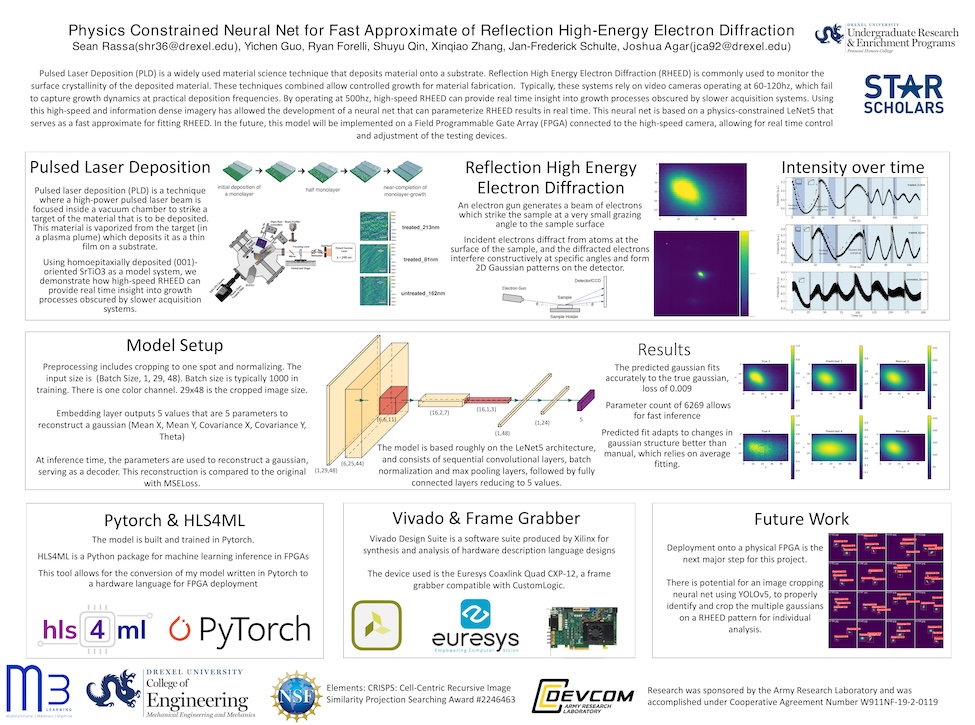 Physics Constrained Neural Net for Fast Approximate of Reflection High-Energy Electron Diffraction
Sean Rassa(shr36@drexel.edu), Yichen Guo, Ryan Forelli, Shuyu Qin, Xinqiao Zhang, Jan-Frederick Schulte, Joshua Agar(jca92@drexel.edu)
DREXEL UNIVERSITY
Undergraduate Research
& Enrichment Programs
Pennoni Honors College
STAR
SCHOLARS
Pulsed Laser Deposition (PLD) is a widely used material science technique that deposits material onto a substrate. Reflection High Energy Electron Diffraction (RHEED) is commonly used to monitor the
surface crystallinity of the deposited material. These techniques combined allow controlled growth for material fabrication. Typically, these systems rely on video cameras operating at 60-120hz, which fail
to capture growth dynamics at practical deposition frequencies. By operating at 500hz, high-speed RHEED can provide real time insight into growth processes obscured by slower acquisition systems. Using
this high-speed and information dense imagery has allowed the development of a neural net that can parameterize RHEED results in real time. This neural net is based on a physics-constrained LeNet5 that
serves as a fast approximate for fitting RHEED. In the future, this model will be implemented on a Field Programmable Gate Array (FPGA) connected to the high-speed camera, allowing for real time control
and adjustment of the testing devices.
Pulsed Laser Deposition
Pulsed laser deposition (PLD) is a technique
where a high-power pulsed laser beam is
focused inside a vacuum chamber to strike a
target of the material that is to be deposited.
This material is vaporized from the target (in
a plasma plume) which deposits it as a thin
film on a substrate.
Using homoepitaxially deposited (001)-
oriented SrTiO3 as a model system, we
demonstrate how high-speed RHEED can
provide real time insight into growth
processes obscured by slower acquisition
systems.
initial deposition of
a monolayer
half monolayer
near-completion of
monolayer-growth
treated_213nm
treated_81nm
untreated_162nm
Reflection High Energy
Electron Diffraction
An electron gun generates a beam of electrons
which strike the sample at a very small grazing
angle to the sample surface
Incident electrons diffract from atoms at the
surface of the sample, and the diffracted electrons
interfere constructively at specific angles and form
2D Gaussian patterns on the detector.
Electron Gun
Detector/CCD
Sample
Sample Holder
Intensity over time
Model Setup
Preprocessing includes cropping to one spot and normalizing. The
input size is (Batch Size, 1, 29, 48). Batch size is typically 1000 in
training. There is one color channel. 29x48 is the cropped image size.
Embedding layer outputs 5 values that are 5 parameters to
reconstruct a gaussian (Mean X, Mean Y, Covariance X, Covariance Y,
Theta)
At inference time, the parameters are used to reconstruct a gaussian,
serving as a decoder. This reconstruction is compared to the original
with MSELoss.
(1,29,48)
(6,25,44)
(6,6,11)
(16,2,7)
(16,1,3)
(1,48)
(1,24)
5
The model is based roughly on the LeNet5 architecture,
and consists of sequential convolutional layers, batch
normalization and max pooling layers, followed by fully
connected layers reducing to 5 values.
Results
The predicted gaussian fits
accurately to the true gaussian,
loss of 0.009
Parameter count of 6269 allows
for fast inference
Predicted fit adapts to changes in
gaussian structure better than
manual, which relies on average
fitting.
Pytorch & HLS4ML
The model is built and trained in Pytorch.
HLS4ML is a Python package for machine learning inference in FPGAs
This tool allows for the conversion of my model written in Pytorch to
a hardware language for FPGA deployment
hls 4 ml
PyTorch
Vivado & Frame Grabber
Vivado Design Suite is a software suite produced by Xilinx for
synthesis and analysis of hardware description language designs
The device used is the Euresys Coaxlink Quad CXP-12, a frame
grabber compatible with CustomLogic.
euresys
Empowering Computer Vision
Future Work
Deployment onto a physical FPGA is the
next major step for this project.
There is potential for an image cropping
neural net using YOLOv5, to properly
identify and crop the multiple gaussians
on a RHEED pattern for individual
analysis.
M3
LEARNING
DREXEL UNIVERSITY
College of
Engineering
Mechanical Engineering and Mechanics
NSF
Elements: CRISPS: Cell-Centric Recursive Image
Similarity Projection Searching Award #2246463
DEVCOM
ARMY RESEARCH
LABORATORY
Research was sponsored by the Army Research Laboratory and was
accomplished under Cooperative Agreement Number W911NF-19-2-0119